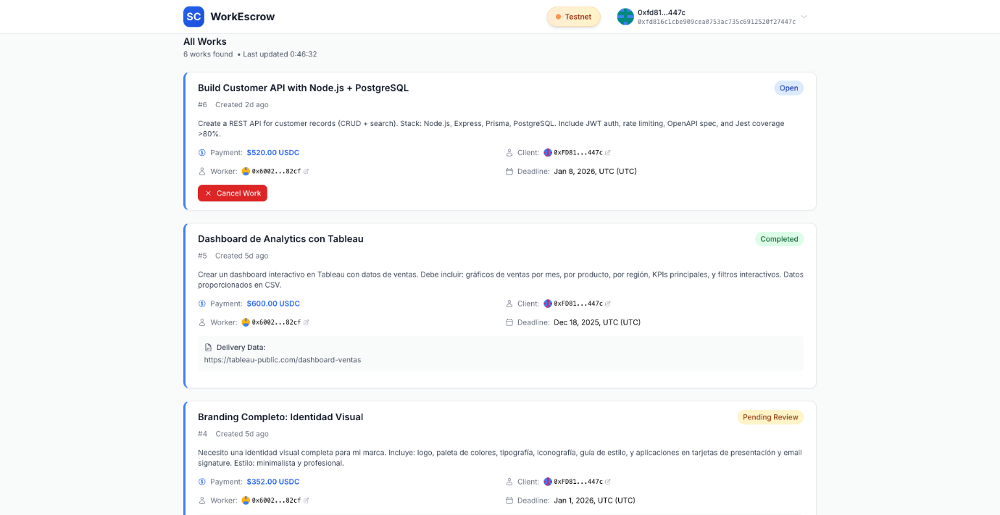 SC WorkEscrow
Testnet
0xfd81...447c
0xfd816c1cbe909cea0753ac735c6912520f27447c
All Works
6 works found • Last updated 0:46:32
Build Customer API with Node.js + PostgreSQL
Open
#6 Created 2d ago
Create a REST API for customer records (CRUD + search). Stack: Node.js, Express, Prisma, PostgreSQL. Include JWT auth, rate limiting, OpenAPI spec, and Jest coverage
>80%.
Payment: $520.00 USDC
Client: 0xFD81...447c
Worker: 0x6002...82cf
Deadline: Jan 8, 2026, UTC (UTC)
Cancel Work
Dashboard de Analytics con Tableau
Completed
#5 Created 5d ago
Crear un dashboard interactivo en Tableau con datos de ventas. Debe incluir: gráficos de ventas por mes, por producto, por región, KPIs principales, y filtros interactivos. Datos
proporcionados en CSV.
Payment: $600.00 USDC
Client: 0xFD81...447c
Worker: 0x6002...82cf
Deadline: Dec 18, 2025, UTC (UTC)
Delivery Data:
https://tableau-public.com/dashboard-ventas
Branding Completo: Identidad Visual
Pending Review
#4 Created 5d ago
Necesito una identidad visual completa para mi marca. Incluye: logo, paleta de colores, tipografía, iconografía, guía de estilo, y aplicaciones en tarjetas de presentación y email
signature. Estilo: minimalista y profesional.
Payment: $352.00 USDC
Client: 0xFD81...447c
Worker: 0x6002...82cf
Deadline: Jan 1, 2026, UTC (UTC)